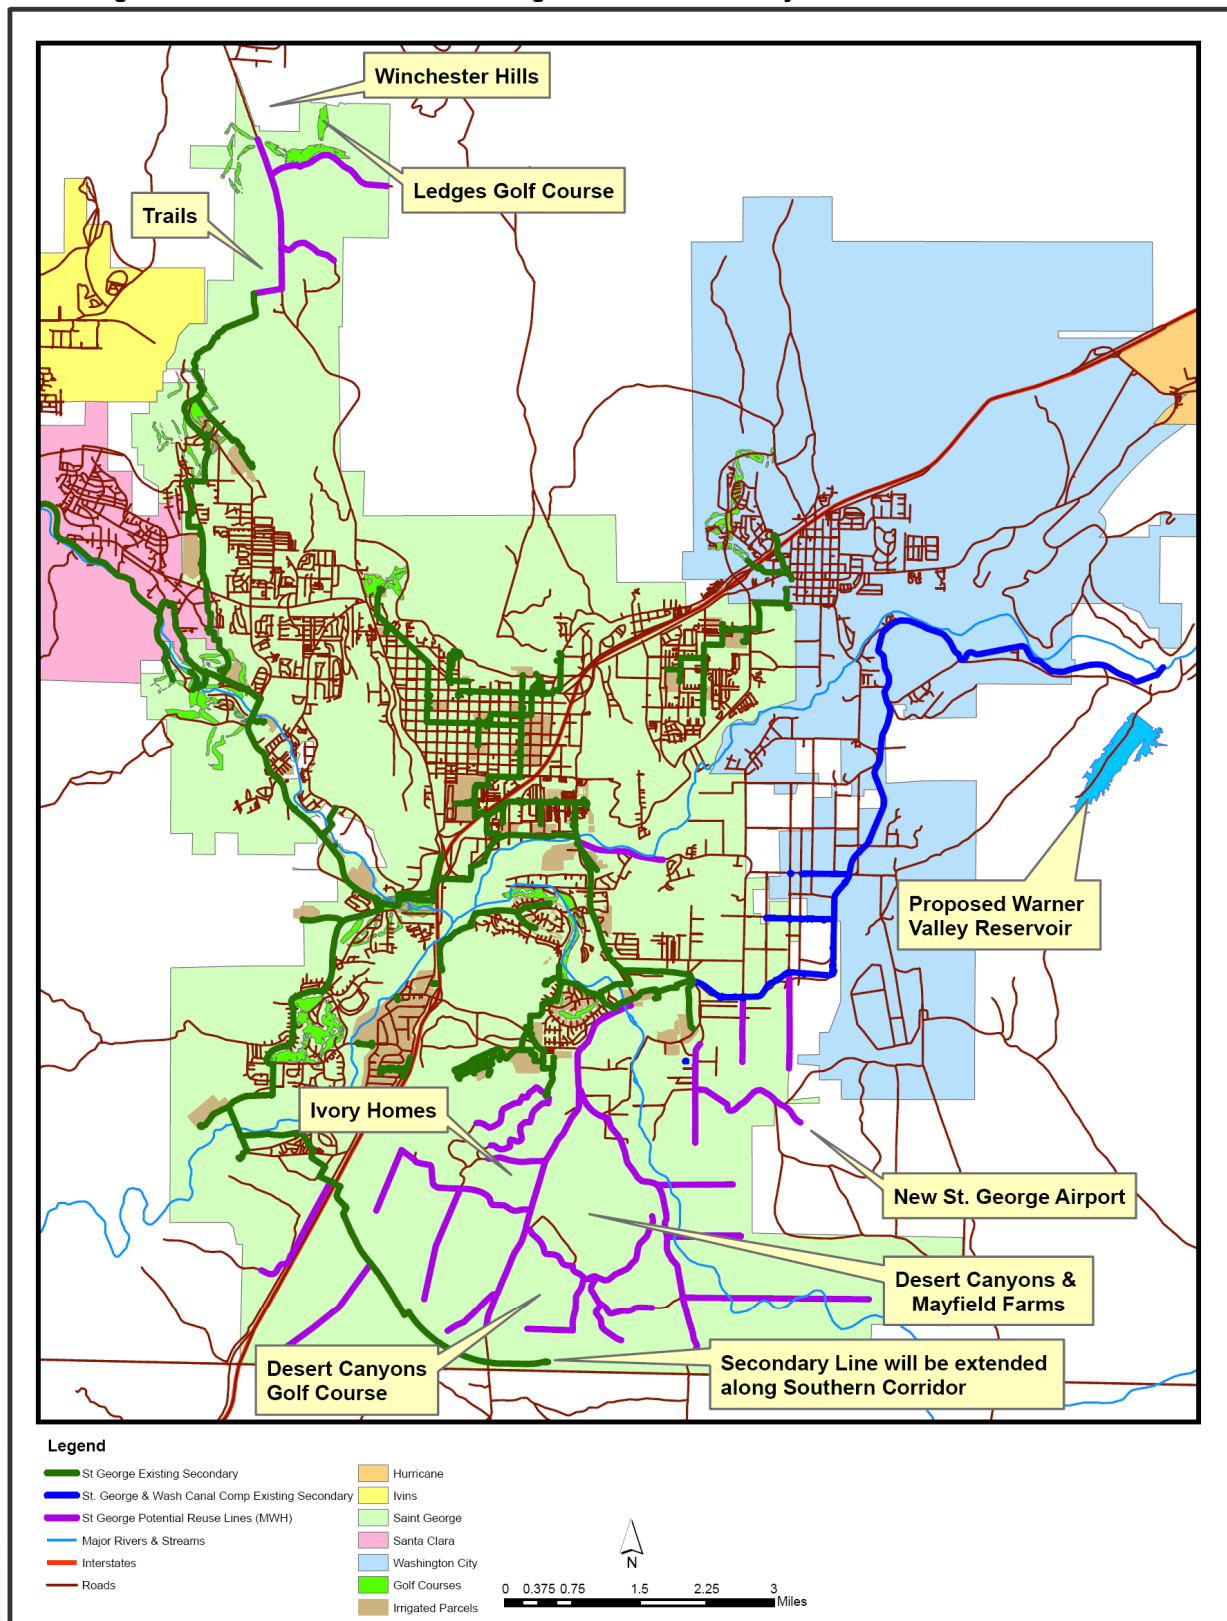 Winchester Hills
Ledges Golf Course
Trails
Proposed Warner
Valley Reservoir
Ivory Homes
New St. George Airport
Desert Canyons &
Mayfield Farms
Desert Canyons
Golf Course
Secondary Line will be extended
along Southern Corridor
Legend
St George Existing Secondary
St. George & Wash Canal Comp Existing Secondary
St George Potential Reuse Lines (MWH)
Major Rivers & Streams
Interstates
Roads
Hurricane
Ivins
Saint George
Santa Clara
Washington City
Golf Courses
Irrigated Parcels
N
0 0.375 0.75 1.5 2.25 3
Miles